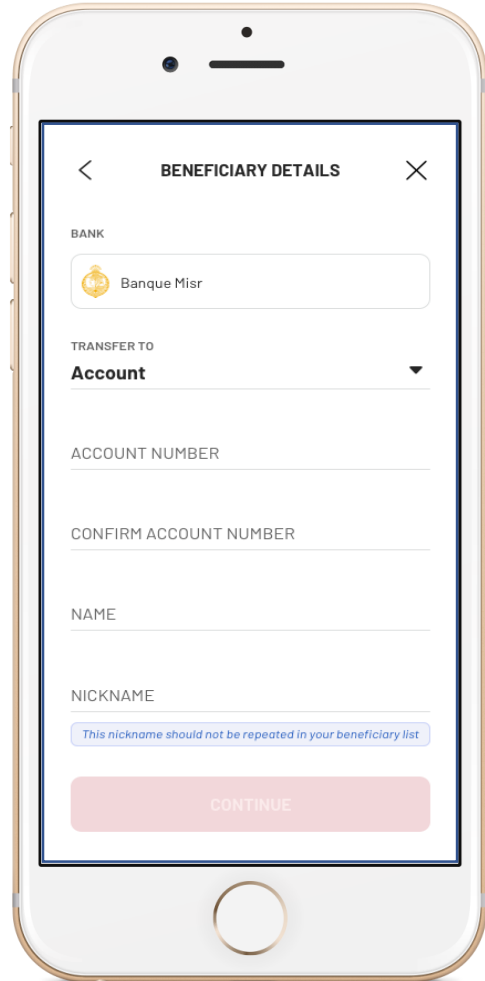 BENEFICIARY DETAILS
BANK
Banque Misr
TRANSFER TO
Account
ACCOUNT NUMBER
CONFIRM ACCOUNT NUMBER
NAME
NICKNAME
This nickname should not be repeated in your beneficiary list
CONTINUE